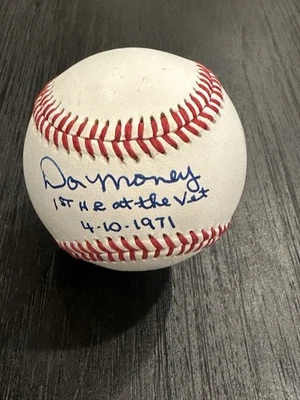 Don Money
1ST HR at the Vet
4-10-1971